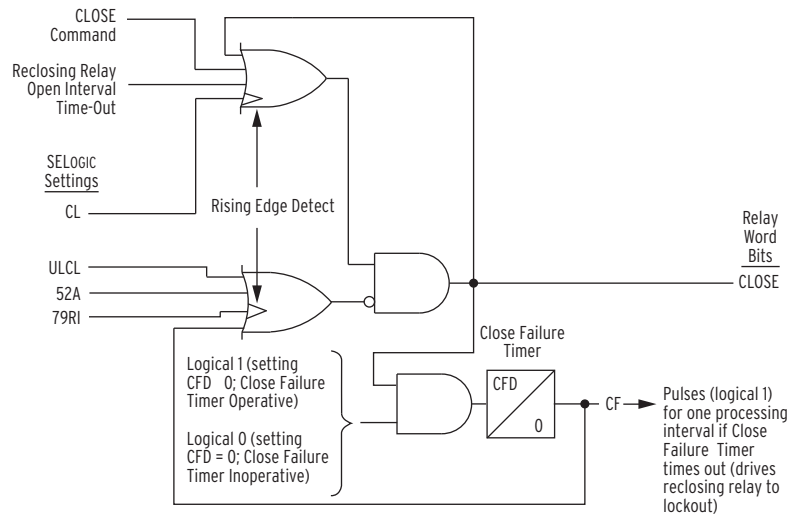 CLOSE
Command
Reclosing Relay
Open Interval
Time-Out
SELOGIC
Settings
CL
Rising Edge Detect
ULCL
52A
79RI
Relay
Word
Bits
CLOSE
Close Failure
Timer
Logical 1 (setting
CFD 0; Close Failure
Timer Operative)
Logical 0 (setting
CFD = 0; Close Failure
Timer Inoperative)
CFD
0
CF
Pulses (logical 1)
for one processing
interval if Close
Failure Timer
times out (drives
reclosing relay to
lockout)